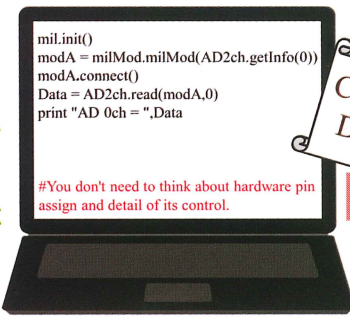 mil.init()
modA = milMod.milMod(AD2ch.getInfo(0))
modA.connect()
Data = AD2ch.read(modA,0)
print "AD 0ch = ",Data
#You don't need to think about hardware pin
assign and detail of its control.